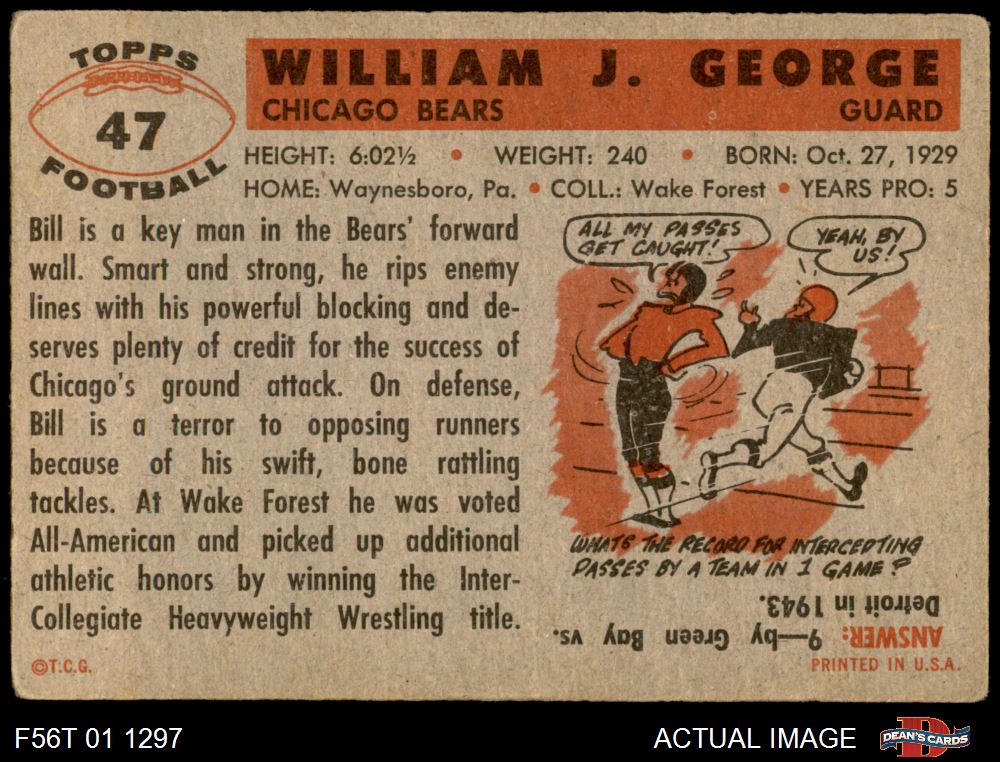 TOPPS
47
FOOTBALL
WILLIAM J. GEORGE
CHICAGO BEARS GUARD
HEIGHT: 6:02½ • WEIGHT: 240 • BORN: Oct. 27, 1929
HOME: Waynesboro, Pa. • COLL.: Wake Forest • YEARS PRO: 5
Bill is a key man in the Bears' forward
wall. Smart and strong, he rips enemy
lines with his powerful blocking and de-
serves plenty of credit for the success of
Chicago's ground attack. On defense,
Bill is a terror to opposing runners
because of his swift, bone rattling
tackles. At Wake Forest he was voted
All-American and picked up additional
athletic honors by winning the Inter-
Collegiate Heavyweight Wrestling title.
ALL MY PASSES
GET CAUGHT!
YEAH, BY
US!
WHATS THE RECORD FOR INTERCEPTING
PASSES BY A TEAM IN 1 GAME?
ANSWER: 9—by Green Bay vs.
Detroit in 1943.
©T.C.G.
PRINTED IN U.S.A.
F56T 01 1297
ACTUAL IMAGE
D
DEAN'S CARDS